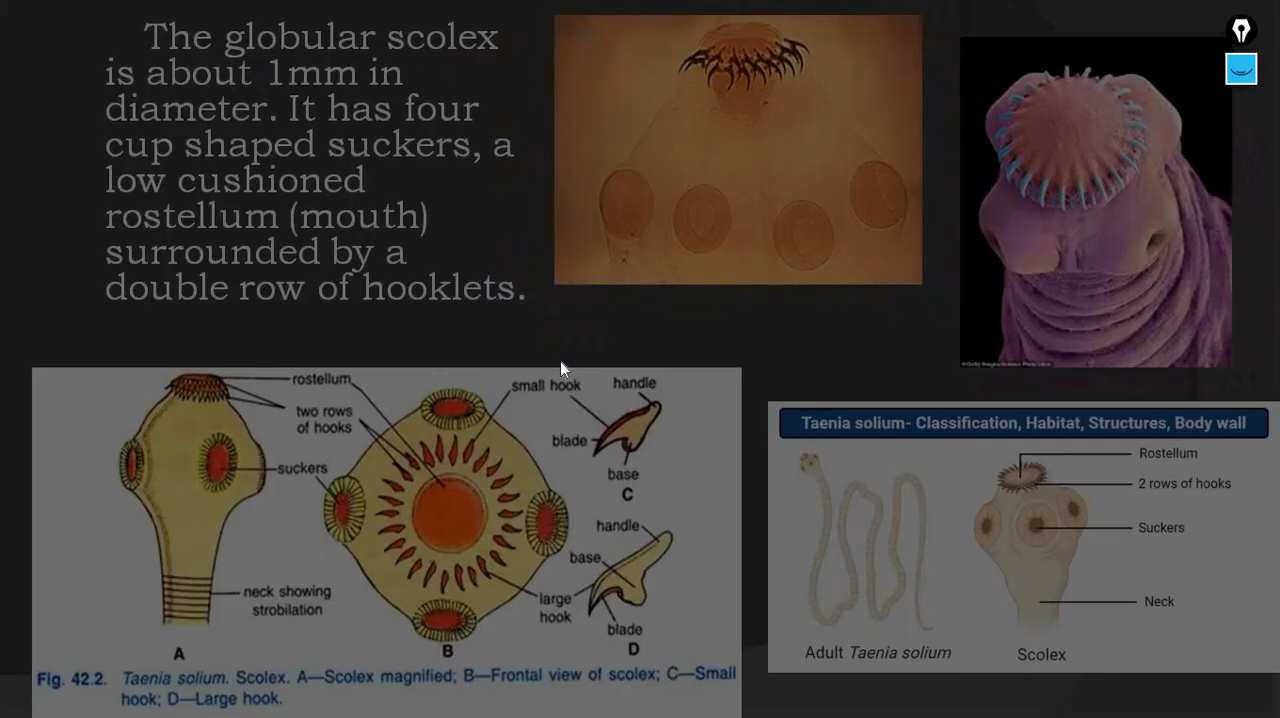 The globular scolex
is about 1mm in
diameter. It has four
cup shaped suckers, a
low cushioned
rostellum (mouth)
surrounded by a
double row of hooklets.
rostellum
two rows
of hooks
suckers
neck showing
strobilation
A
small hook
large
hook
B
handle
blade
base
C
handle
base
blade
D
Fig. 42.2. Taenia solium. Scolex. A—Scolex magnified; B—Frontal view of scolex; C—Small
hook; D—Large hook.
Taenia solium- Classification, Habitat, Structures, Body wall
Rostellum
2 rows of hooks
Suckers
Neck
Adult Taenia solium
Scolex